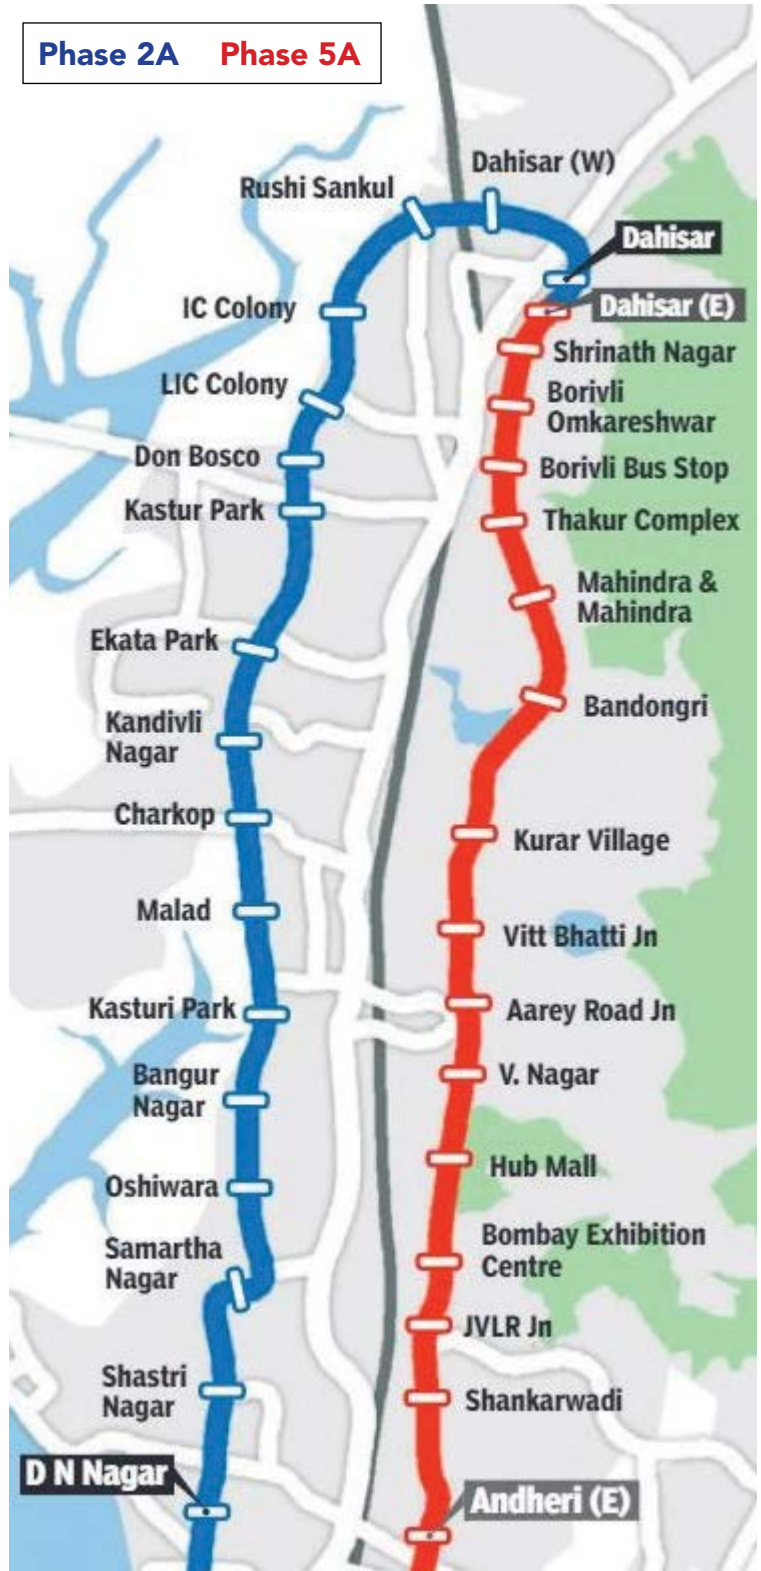 Phase 2A Phase 5A
Dahisar (W)
Rushi Sankul
Dahisar
IC Colony
Dahisar (E)
Shrinath Nagar
LIC Colony
Borivli
Omkareshwar
Don Bosco
Borivli Bus Stop
Kastur Park
Thakur Complex
Mahindra &
Mahindra
Ekata Park
Bandongri
Kandivli
Nagar
Charkop
Kurar Village
Malad
Vitt Bhatti Jn
Kasturi Park
Aarey Road Jn
Bangur
Nagar
V. Nagar
Hub Mall
Oshiwara
Samartha
Nagar
Bombay Exhibition
Centre
JVLR Jn
Shastri
Nagar
Shankarwadi
D N Nagar
Andheri (E)